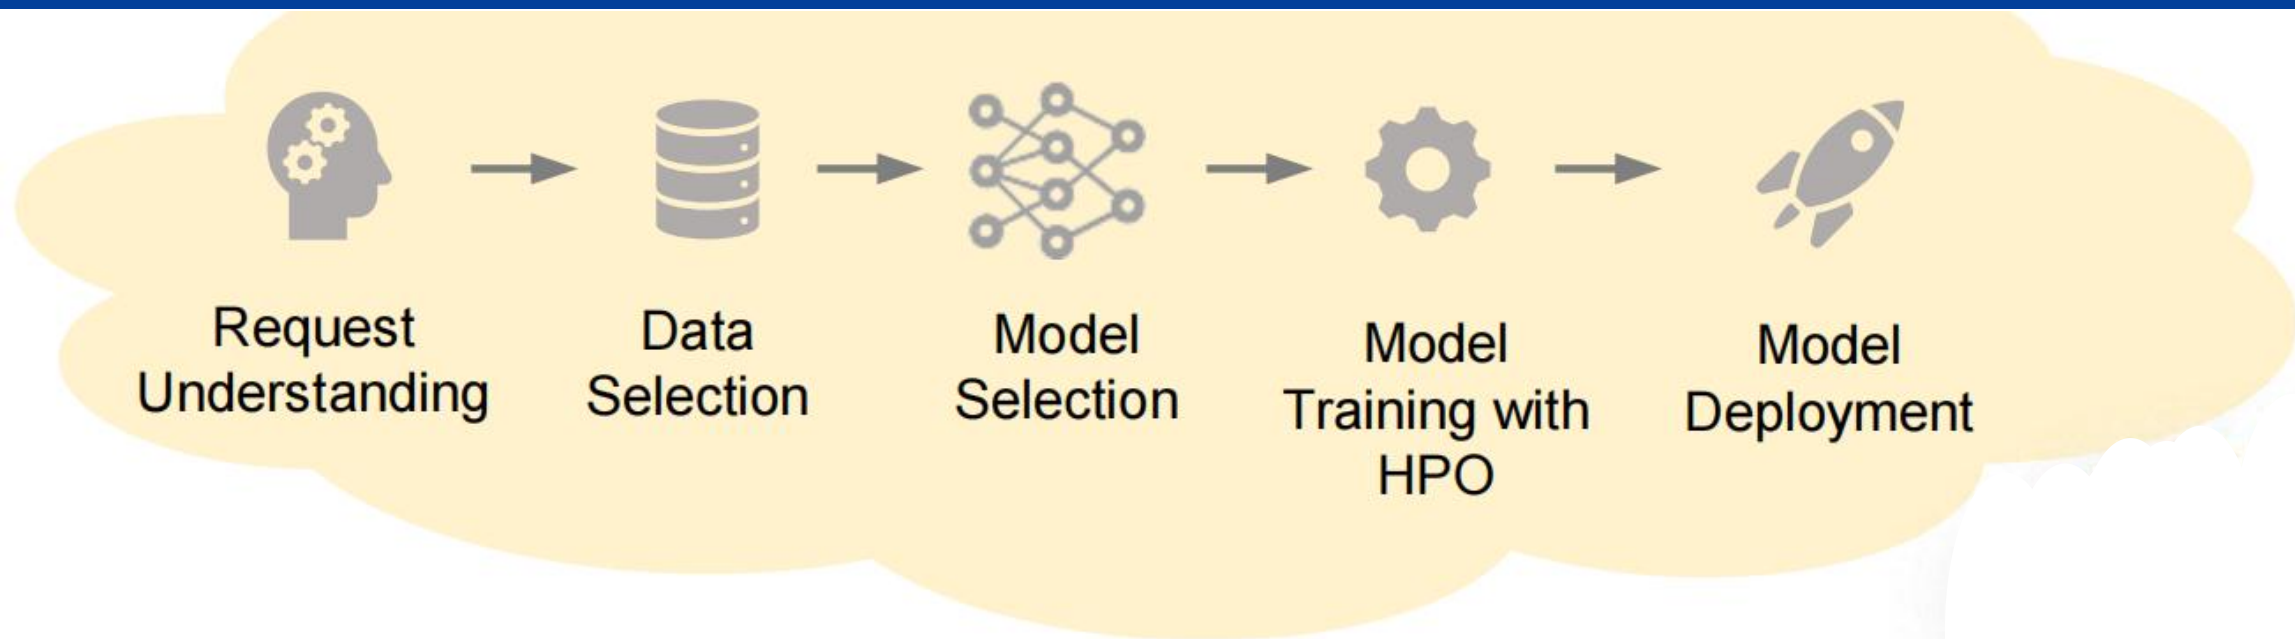 Request
Understanding
Data
Selection
Model
Selection
Model
Training with
HPO
Model
Deployment